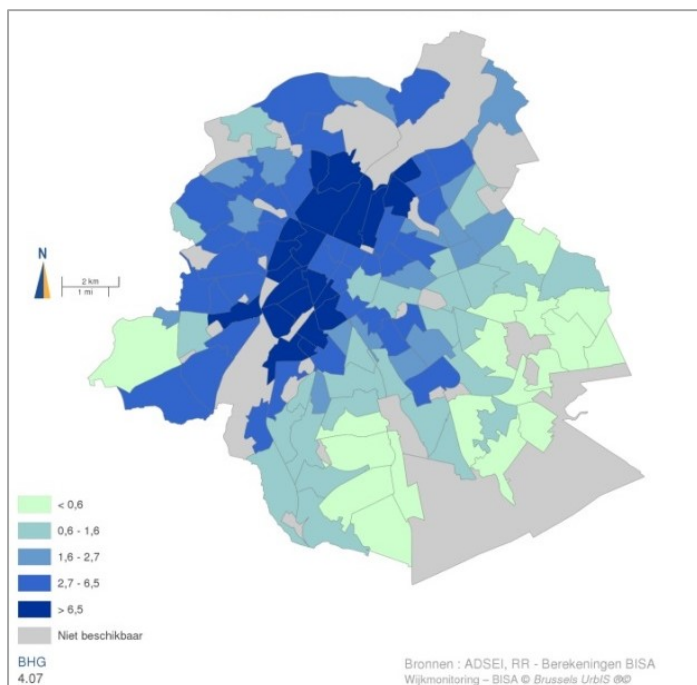 N
2 km
1 mi
< 0,6
0,6 - 1,6
1,6 - 2,7
2,7 - 6,5
> 6,5
Niet beschikbaar
BHG
4.07
Bronnen : ADSEI, RR - Berekeningen BISA
Wijkmonitoring – BISA © Brussels UrbIS ®©